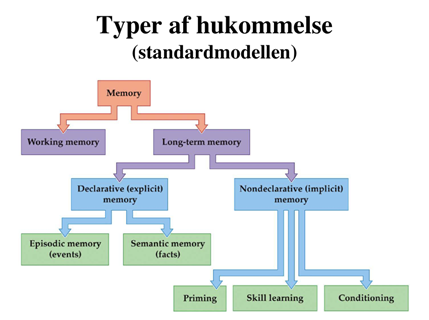 Typer af hukommelse
(standardmodellen)
Memory
Working memory
Long-term memory
Declarative (explicit)
memory
Nondeclarative (implicit)
memory
Episodic memory
(events)
Semantic memory
(facts)
Priming
Skill learning
Conditioning